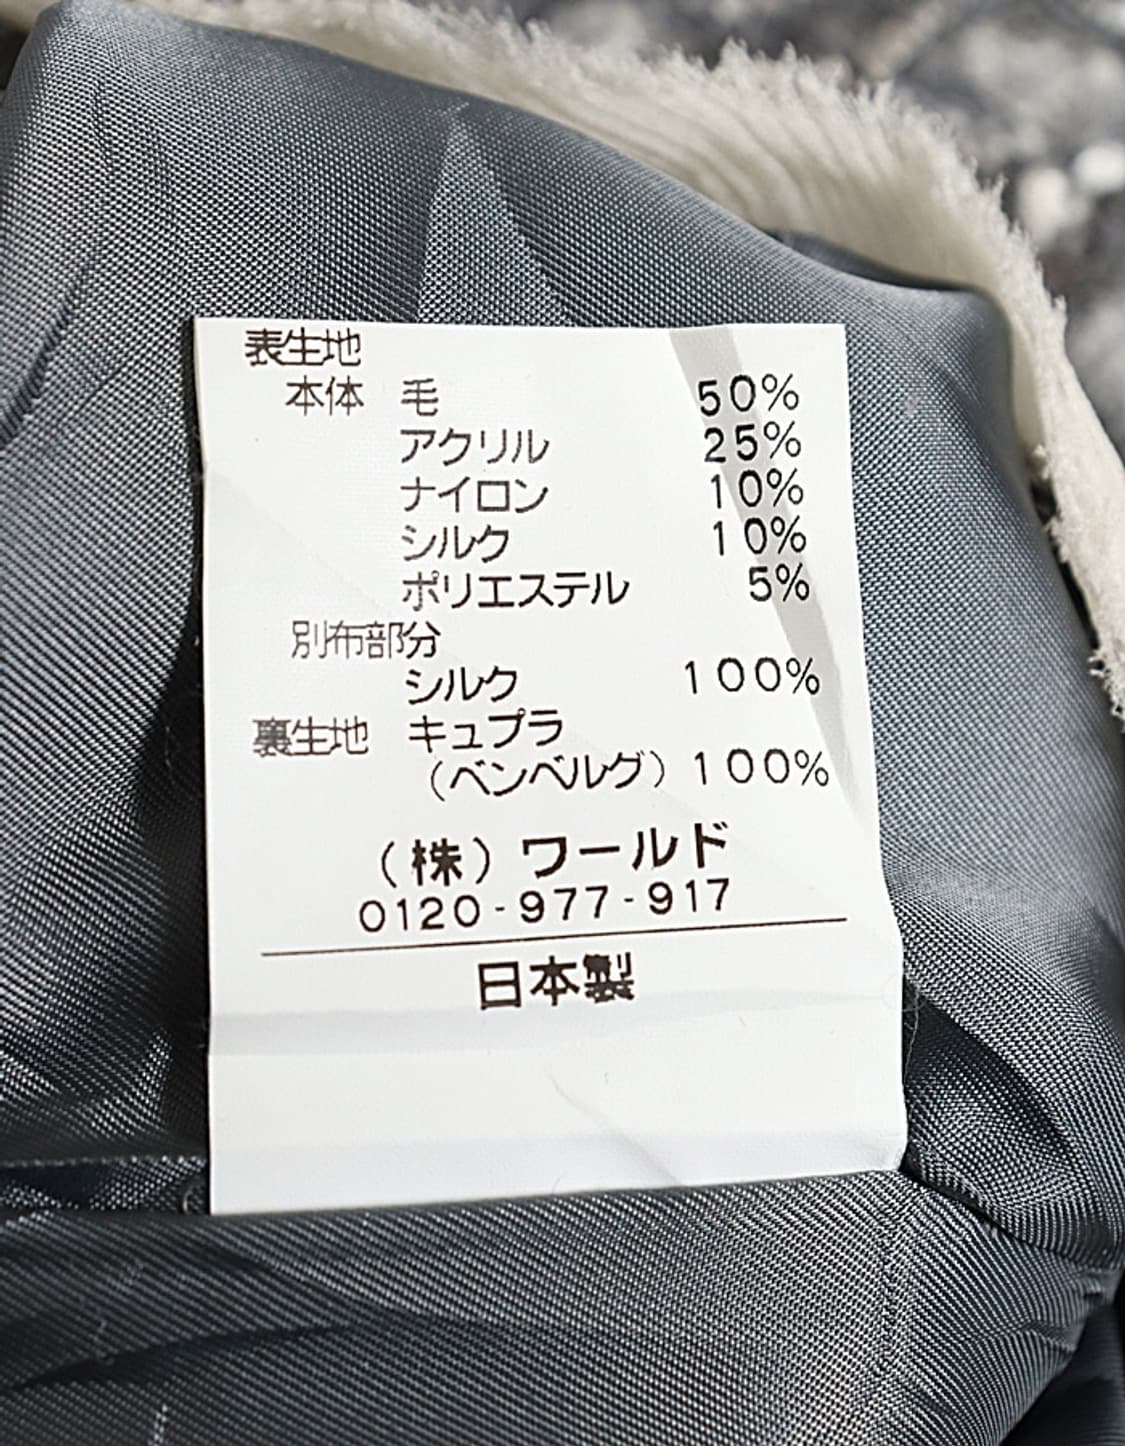 表生地
本体 毛 50%
アクリル 25%
ナイロン 10%
シルク 10%
ポリエステル 5%
別布部分
シルク 100%
裏生地 キュプラ
(ベンベルグ) 100%
(株) ワールド
0120-977-917
日本製